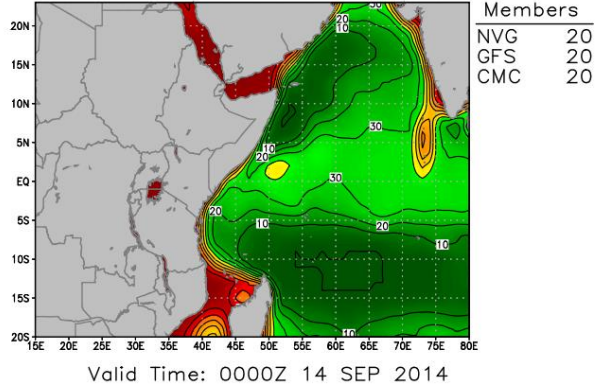 Members
NVG 20
GFS 20
CMC 20
20N
15N
10N
5N
EQ
5S
10S
15S
20S
30
20
10
30
10
20
30
20
10
20
10
10
15E 20E 25E 30E 35E 40E 45E 50E 55E 60E 65E 70E 75E 80E
Valid Time: 0000Z 14 SEP 2014